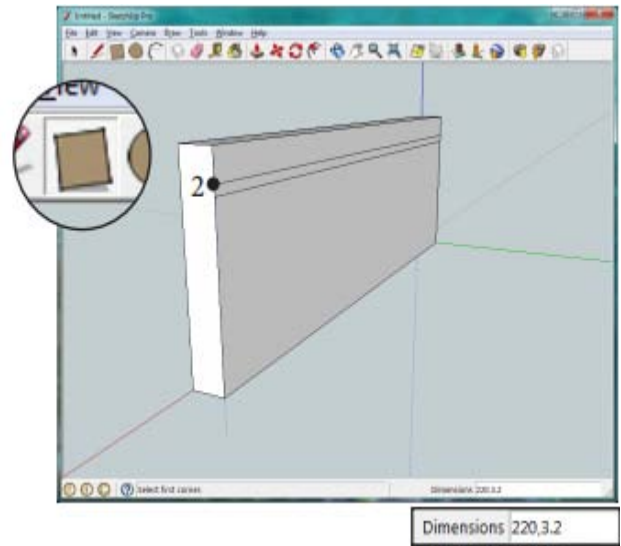 Untitled - SketchUp Pro
File Edit View Camera Draw Tools Window Help
View
2
Select first corner.
Dimensions 220,3.2
Dimensions 220,3.2